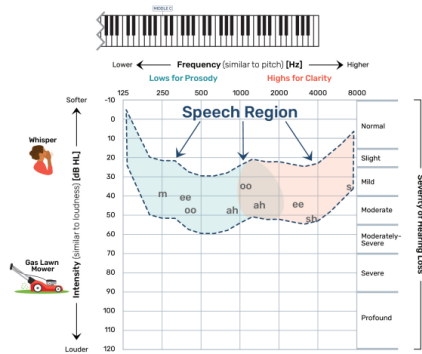 MIDDLE C
Lower Frequency (similar to pitch) [Hz] Higher
Lows for Prosody Highs for Clarity
Softer
125 250 500 1000 2000 4000 8000
-10
0
10
20
30
40
50
60
70
80
90
100
110
120
Speech Region
Whisper
Gas Lawn
Mower
Intensity (similar to loudness) [dB HL]
Louder
m
ee
oo
ah
oo
ah
ee
sh
s
Normal
Slight
Mild
Moderate
Moderately-
Severe
Severe
Profound
Severity of Hearing Loss